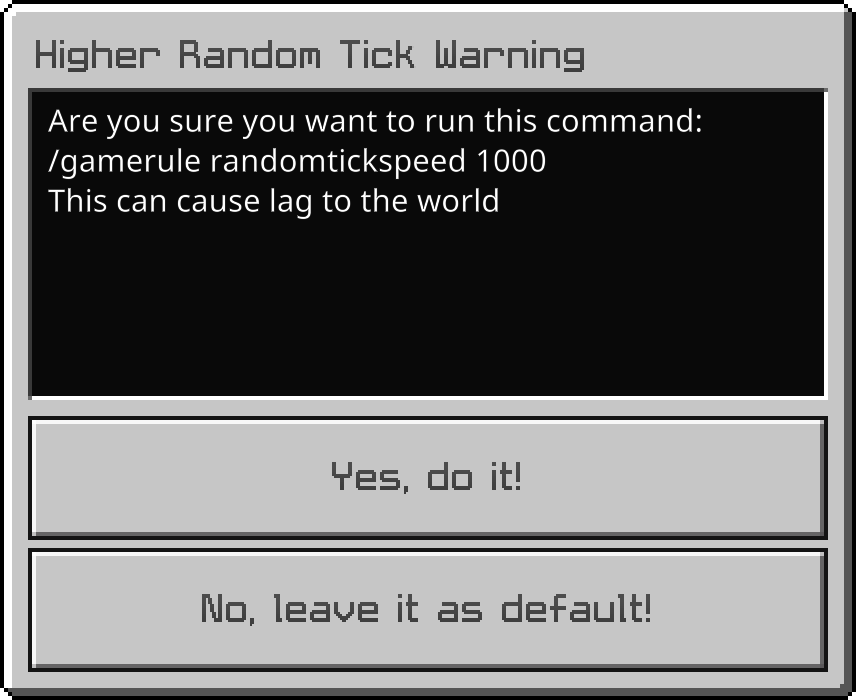 Higher Random Tick Warning
Are you sure you want to run this command:
/gamerule randomtickspeed 1000
This can cause lag to the world
Yes, do it!
No, leave it as default!